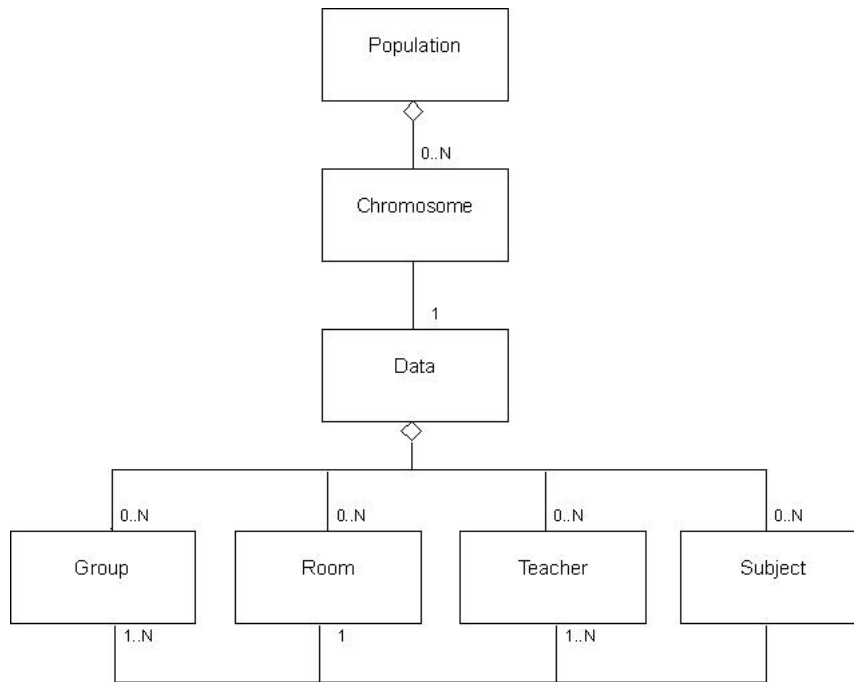 Population
0..N
Chromosome
1
Data
0..N 0..N 0..N 0..N
Group Room Teacher Subject
1..N 1 1..N